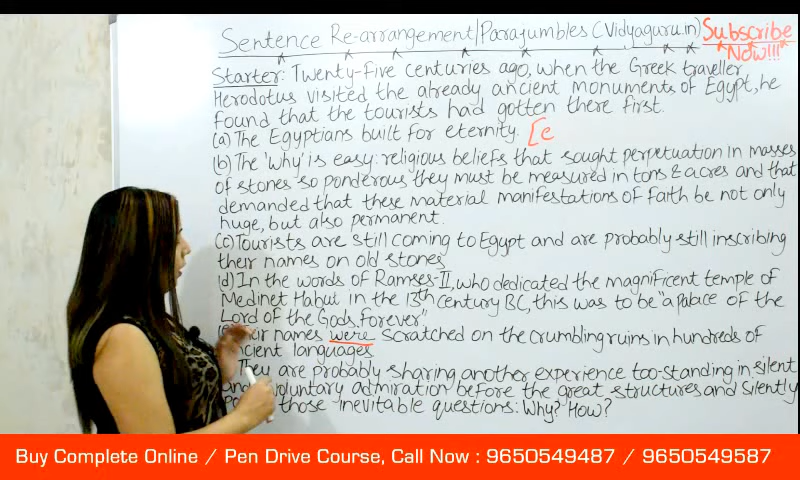 Sentence Re-arrangement/Parajumbles (Vidyaguru.in) Subscribe
Now!!!
Starter: Twenty-Five centuries ago, when the Greek traveller
Herodotus visited the already ancient monuments of Egypt, he
found that the tourists had gotten there first.
(a) The Egyptians built for eternity. [e
(b) The 'Why' is easy: religious beliefs that sought perpetuation in masses
of stones so ponderous they must be measured in tons & acres and that
demanded that these material manifestations of faith be not only
huge, but also permanent.
(c) Tourists are still coming to Egypt and are probably still inscribing
their names on old stones
(d) In the words of Ramses-II, who dedicated the magnificent temple of
Medinet Habut in the 13th Century BC, this was to be "a palace of the
Lord of the Gods, forever"
names were scratched on the crumbling ruins in hundreds of
languages
They are probably sharing another experience too-standing in silent
voluntary admiration before the great structures and silently
those inevitable questions: Why? How?
Buy Complete Online / Pen Drive Course, Call Now : 9650549487 / 9650549587